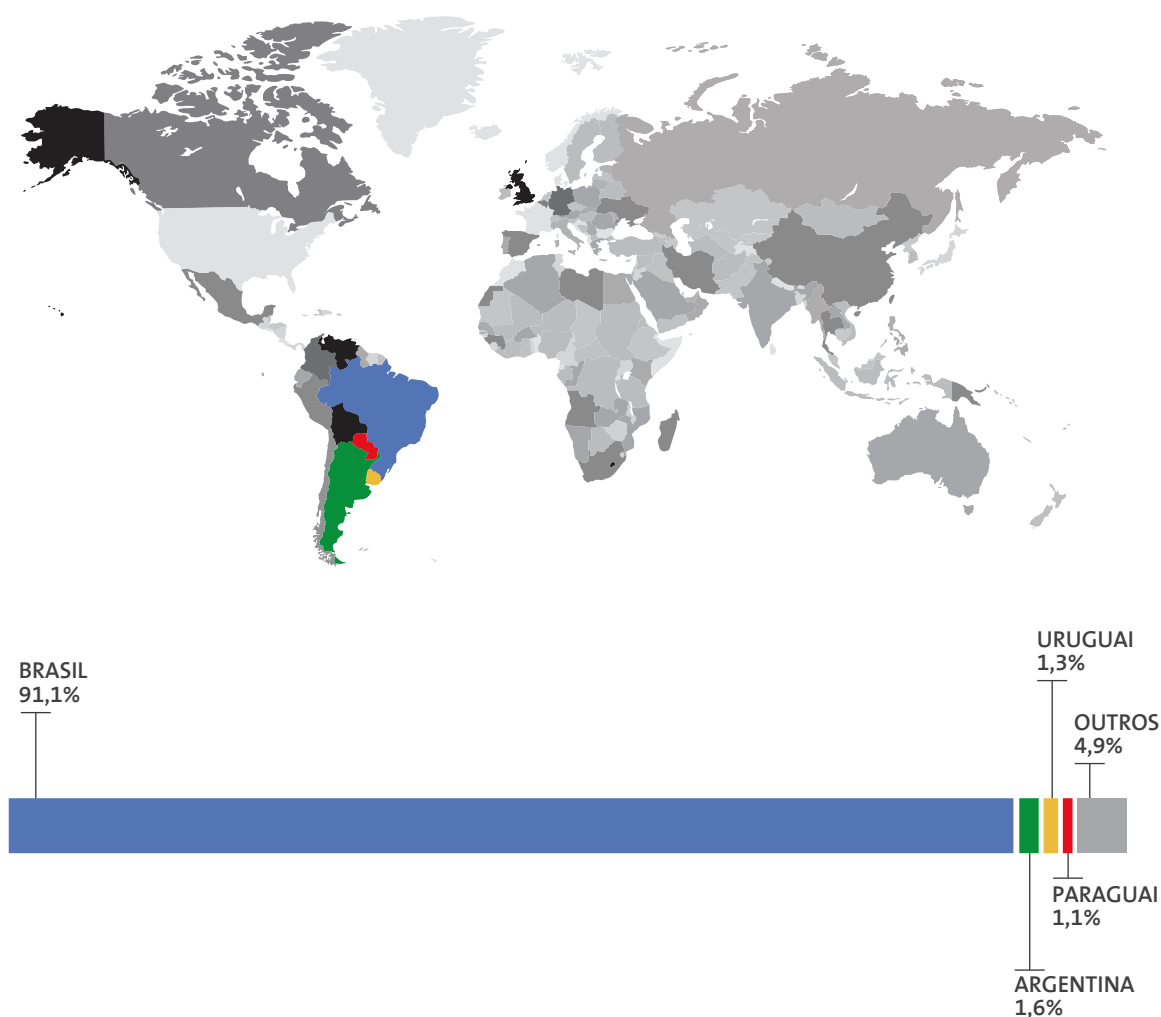 BRASIL
91,1%
URUGUAI
1,3%
OUTROS
4,9%
PARAGUAI
1,1%
ARGENTINA
1,6%